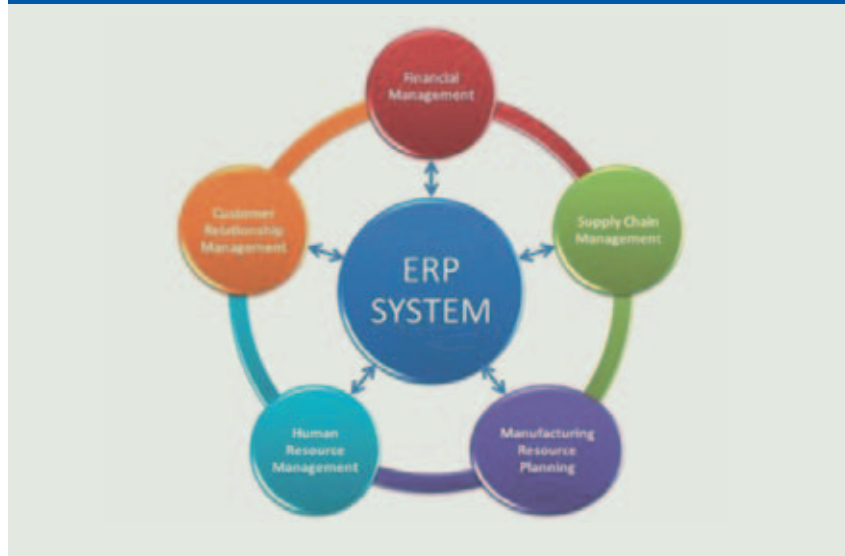 Financial
Management
Supply Chain
Management
Manufacturing
Resource
Planning
Human
Resource
Management
Customer
Relationship
Management
ERP
SYSTEM